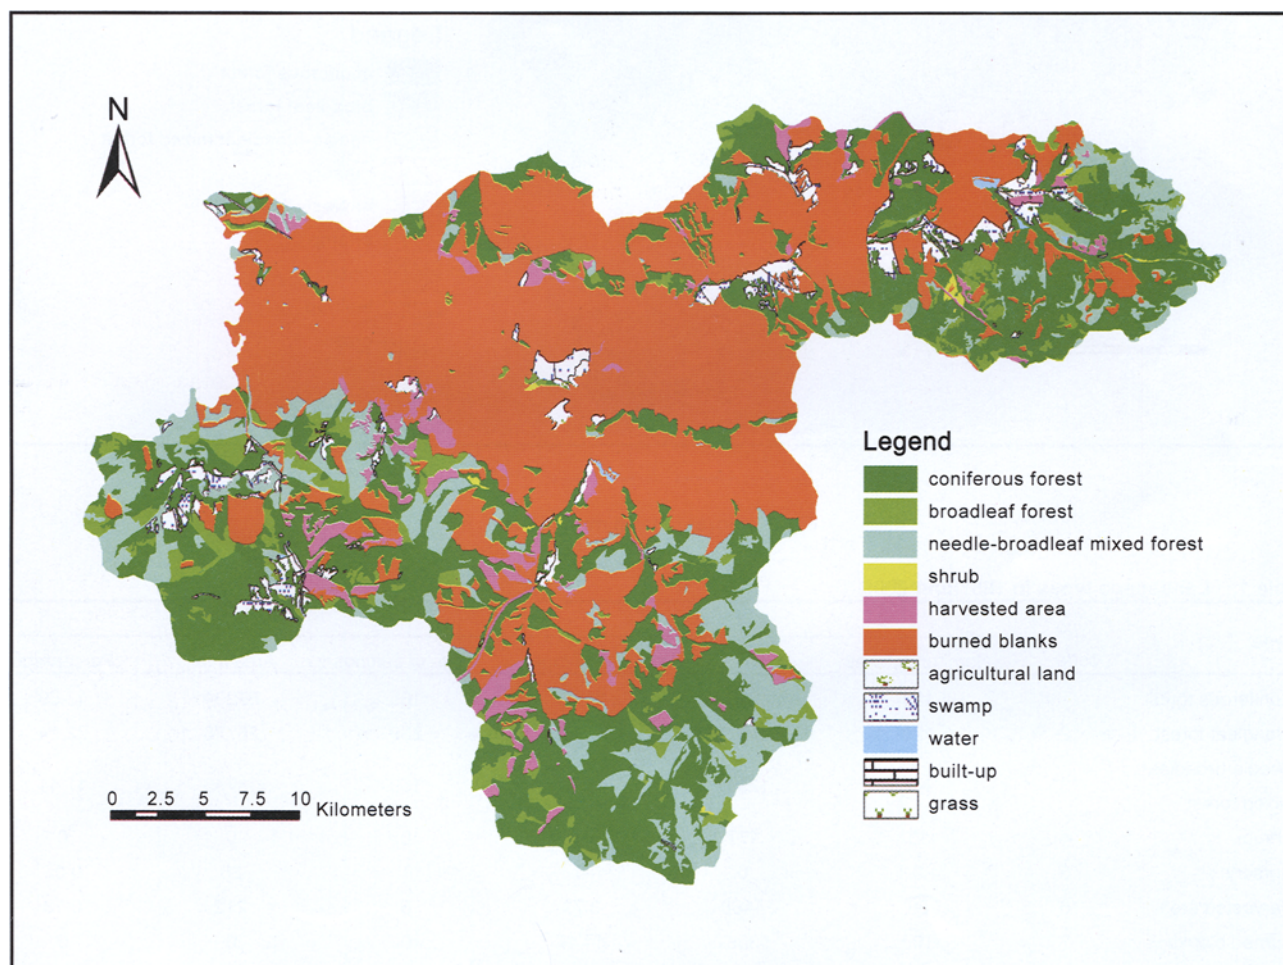 N
Legend
coniferous forest
broadleaf forest
needle-broadleaf mixed forest
shrub
harvested area
burned blanks
agricultural land
swamp
water
built-up
grass
0 2.5 5 7.5 10
Kilometers